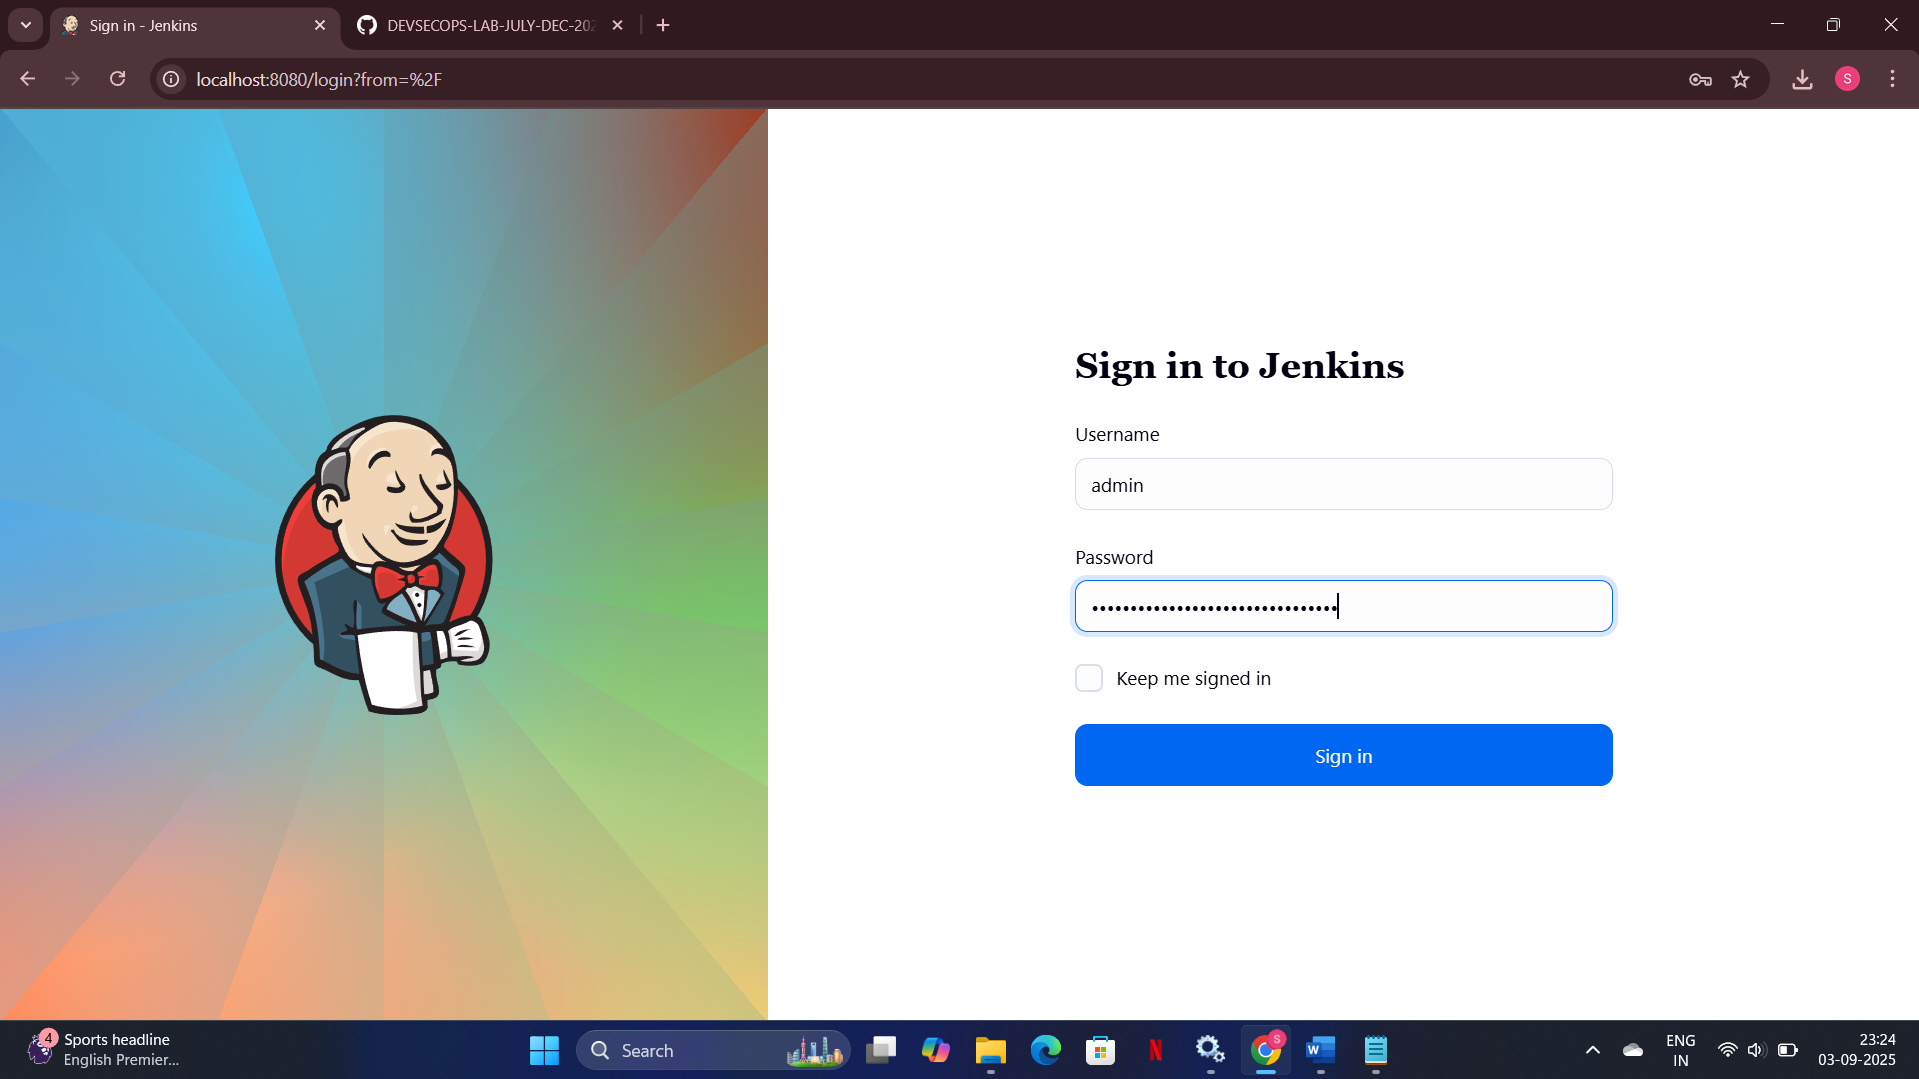 Sign in - Jenkins
DEVSECOPS-LAB-JULY-DEC-202
S
localhost:8080/login?from=%2F
Sign in to Jenkins
Username
admin
Password
••••••••••••••••••••••••••••••••
Keep me signed in
Sign in
4
Sports headline
English Premier...
Search
N
S
W
ENG
IN
23:24
03-09-2025